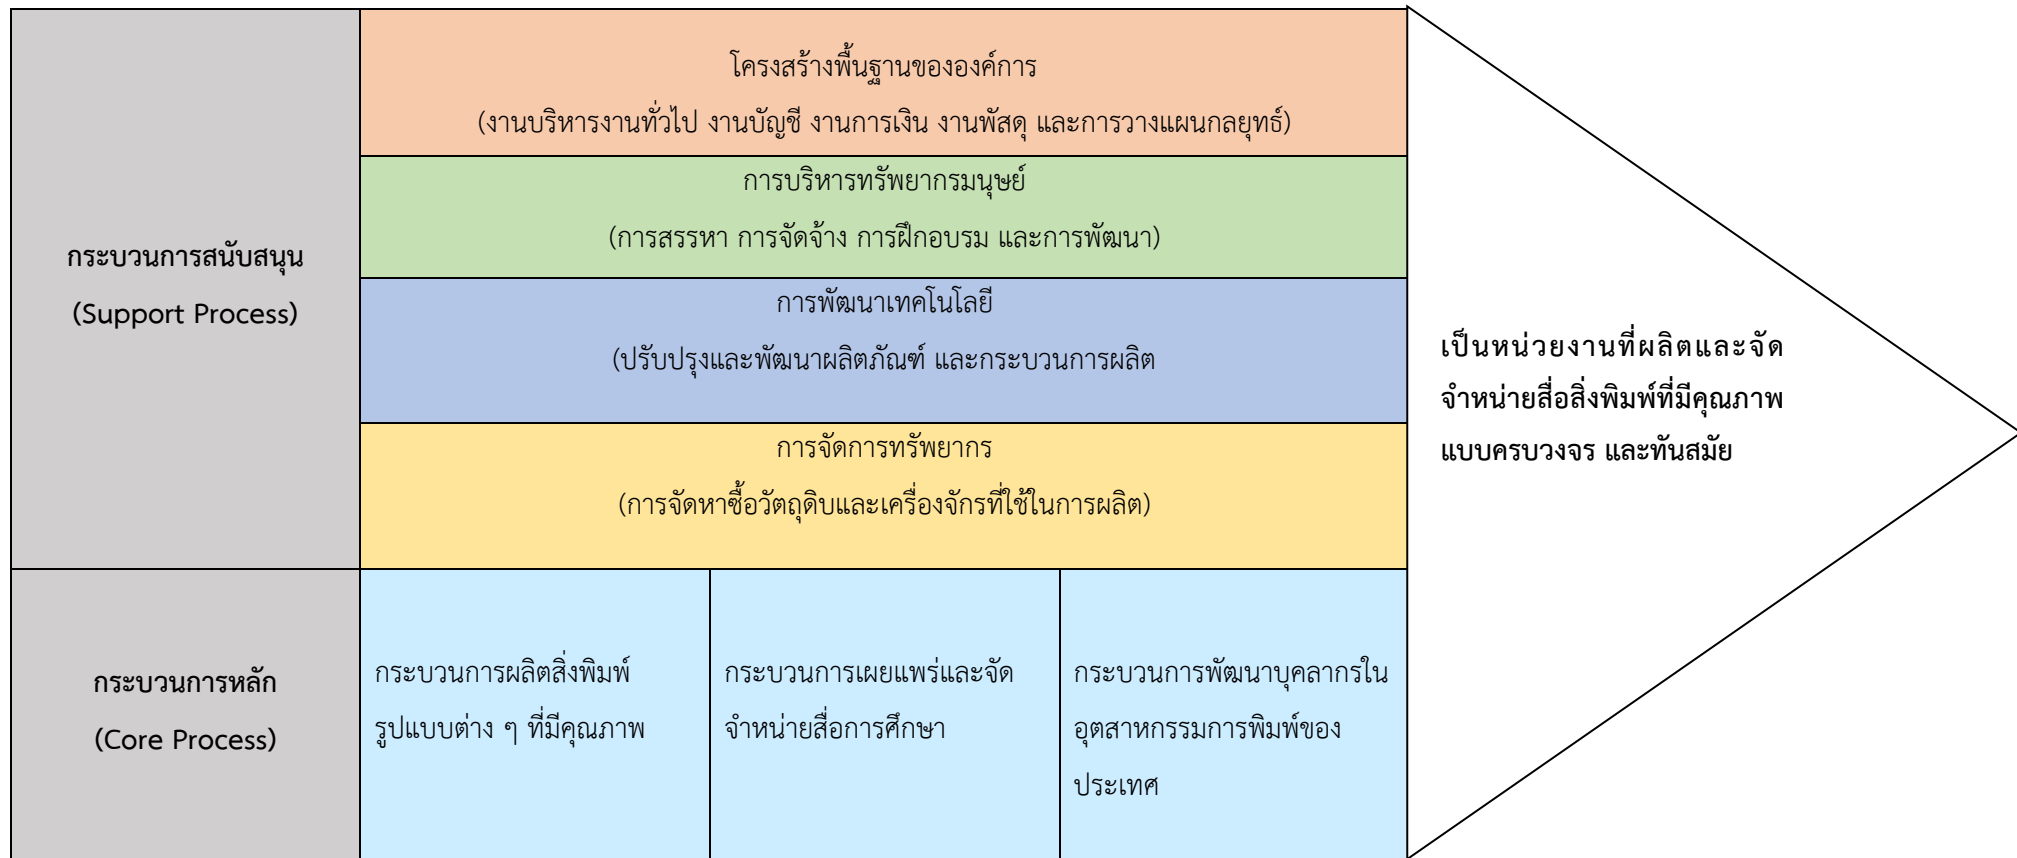 โครงสร้างพื้นฐานขององค์การ
(งานบริหารงานทั่วไป งานบัญชี งานการเงิน งานพัสดุ และการวางแผนกลยุทธ์)
การบริหารทรัพยากรมนุษย์
(การสรรหา การจัดจ้าง การฝึกอบรม และการพัฒนา)
กระบวนการสนับสนุน
(Support Process)
การพัฒนาเทคโนโลยี
(ปรับปรุงและพัฒนาผลิตภัณฑ์ และกระบวนการผลิต
การจัดการทรัพยากร
(การจัดหาซื้อวัตถุดิบและเครื่องจักรที่ใช้ในการผลิต)
เป็นหน่วยงานที่ผลิตและจัด
จำหน่ายสื่อสิ่งพิมพ์ที่มีคุณภาพ
แบบครบวงจร และทันสมัย
กระบวนการหลัก
(Core Process)
กระบวนการผลิตสิ่งพิมพ์
รูปแบบต่าง ๆ ที่มีคุณภาพ
กระบวนการเผยแพร่และจัด
จำหน่ายสื่อการศึกษา
กระบวนการพัฒนาบุคลากรใน
อุตสาหกรรมการพิมพ์ของ
ประเทศ